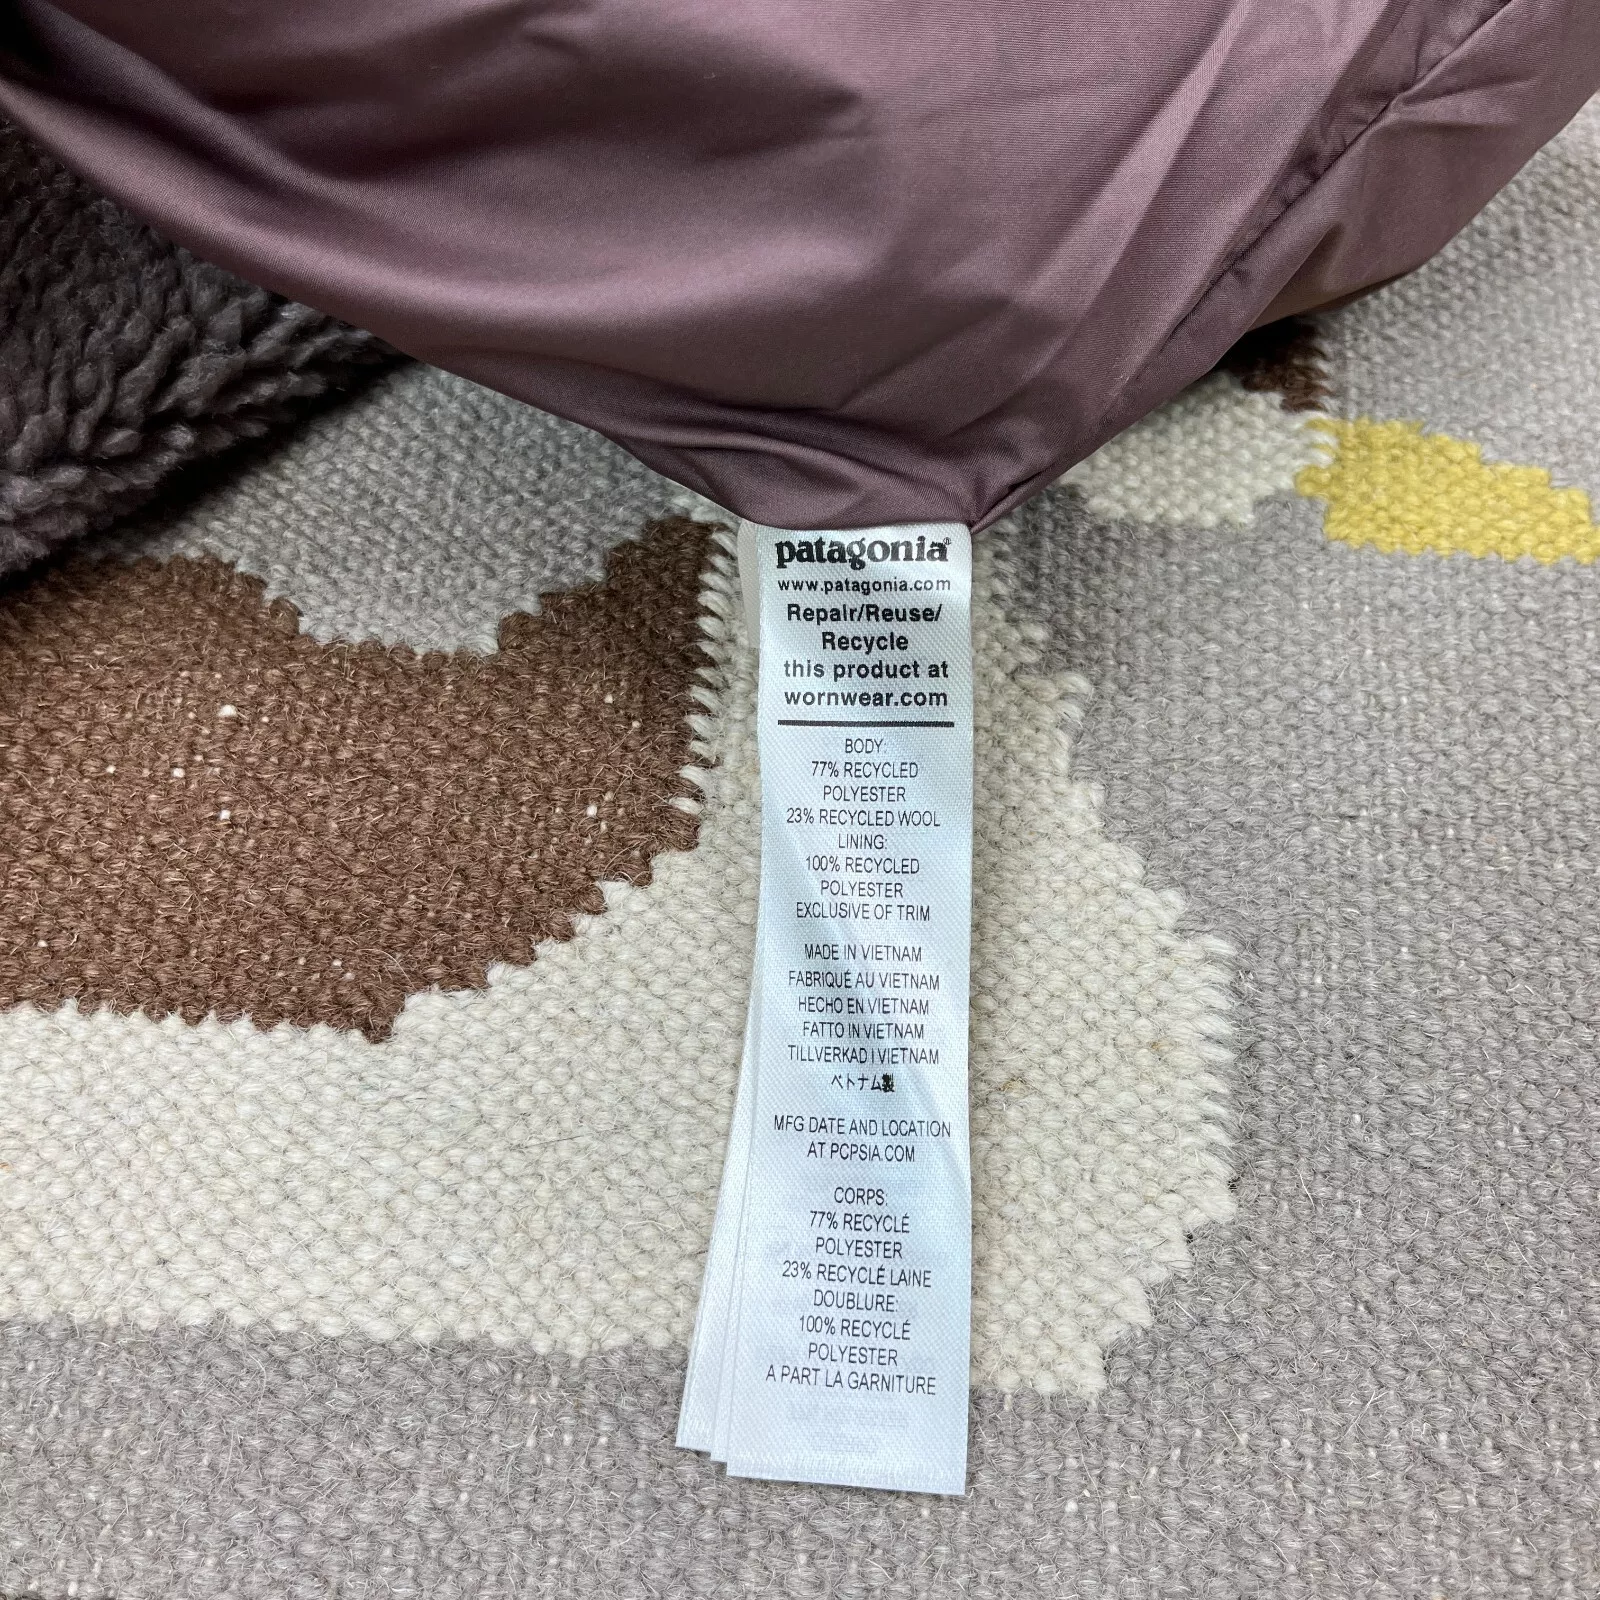 patagonia®
www.patagonia.com
Repair/Reuse/
Recycle
this product at
wornwear.com
BODY:
77% RECYCLED
POLYESTER
23% RECYCLED WOOL
LINING:
100% RECYCLED
POLYESTER
EXCLUSIVE OF TRIM
MADE IN VIETNAM
FABRIQUÉ AU VIETNAM
HECHO EN VIETNAM
FATTO IN VIETNAM
TILLVERKAD I VIETNAM
ベトナム製
MFG DATE AND LOCATION
AT PCPSIA.COM
CORPS:
77% RECYCLÉ
POLYESTER
23% RECYCLÉ LAINE
DOUBLURE:
100% RECYCLÉ
POLYESTER
A PART LA GARNITURE